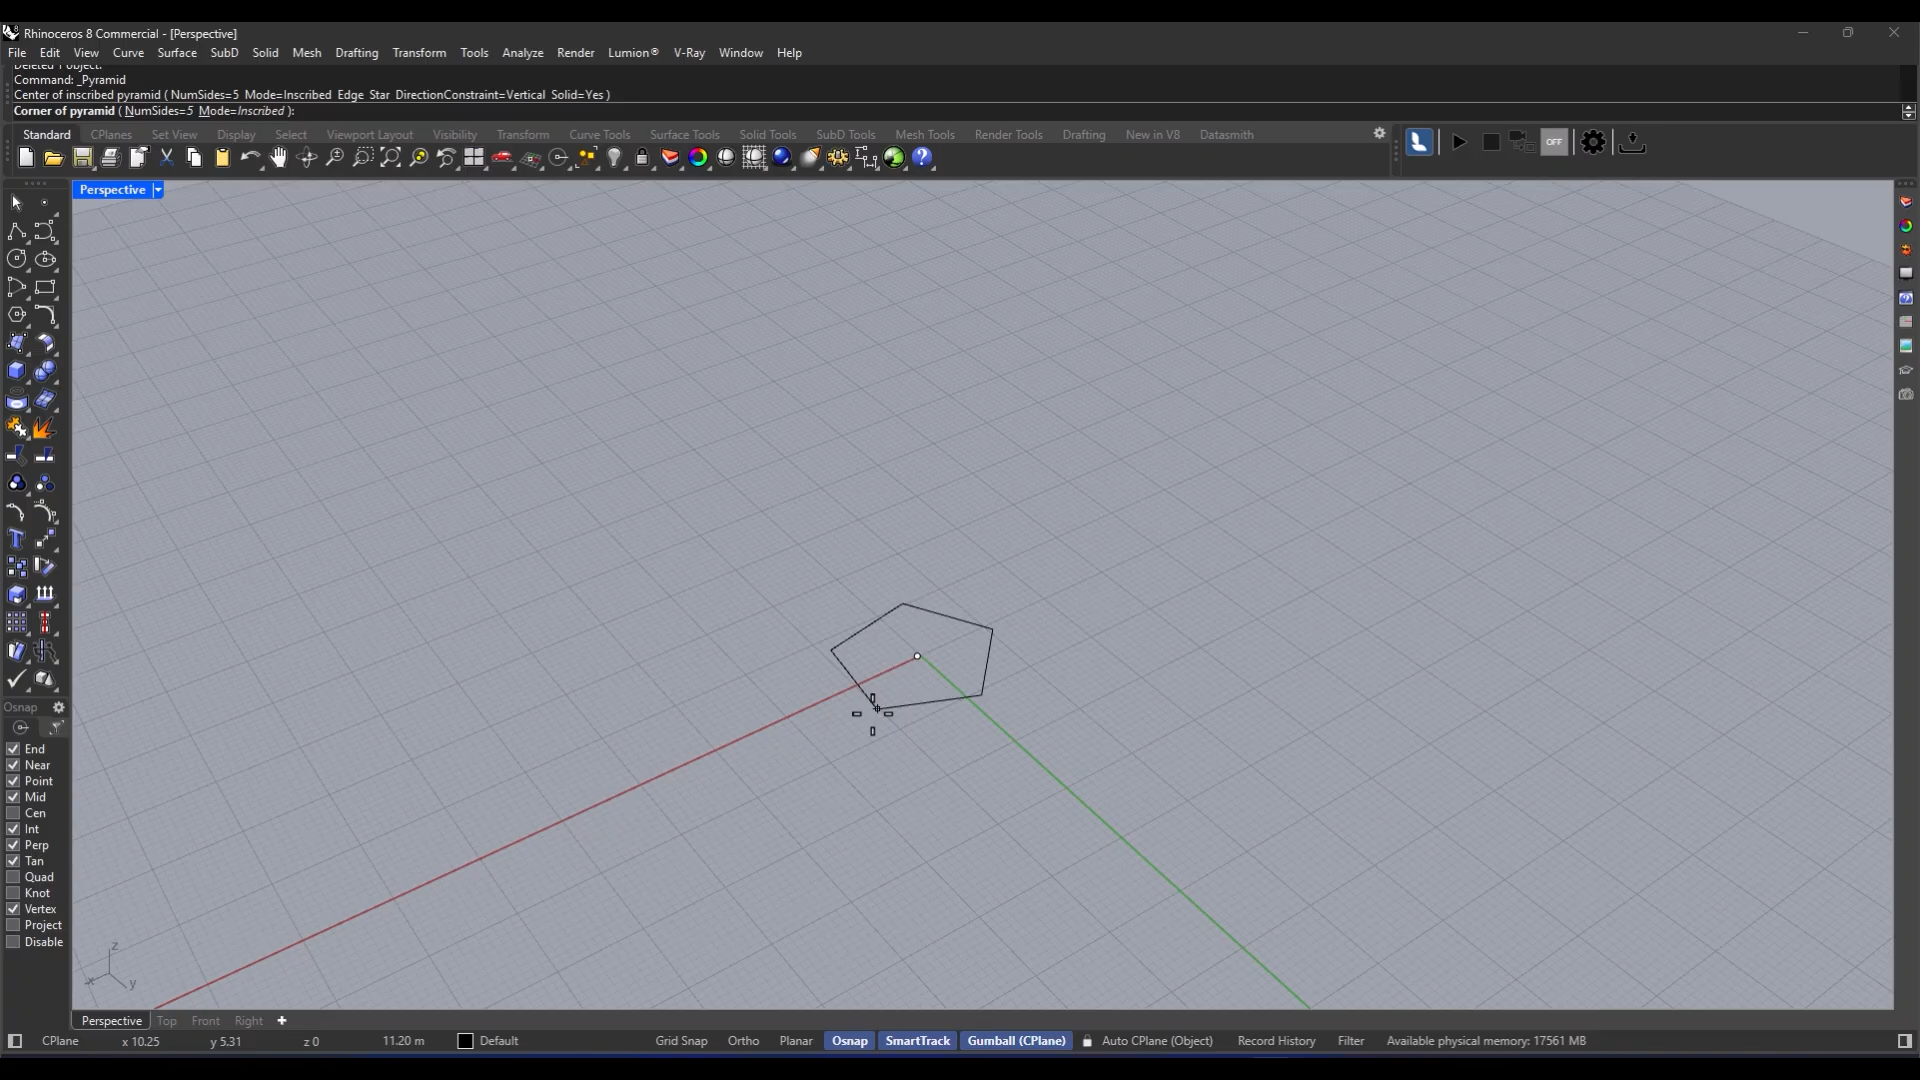 Rhinoceros 8 Commercial - [Perspective]
File Edit View Curve Surface SubD Solid Mesh Drafting Transform Tools Analyze Render Lumion® V-Ray Window Help
Deleted 1 object.
Command: _Pyramid
Center of inscribed pyramid ( NumSides=5 Mode=Inscribed Edge Star DirectionConstraint=Vertical Solid=Yes )
Corner of pyramid ( NumSides=5 Mode=Inscribed ):
Standard CPlanes Set View Display Select Viewport Layout Visibility Transform Curve Tools Surface Tools Solid Tools SubD Tools Mesh Tools Render Tools Drafting New in V8 Datasmith
OFF
Perspective
Osnap
End
Near
Point
Mid
Cen
Int
Perp
Tan
Quad
Knot
Vertex
Project
Disable
z
x
y
Perspective Top Front Right
CPlane x 10.25 y 5.31 z 0 11.20 m Default Grid Snap Ortho Planar Osnap SmartTrack Gumball (CPlane) Auto CPlane (Object) Record History Filter Available physical memory: 17561 MB